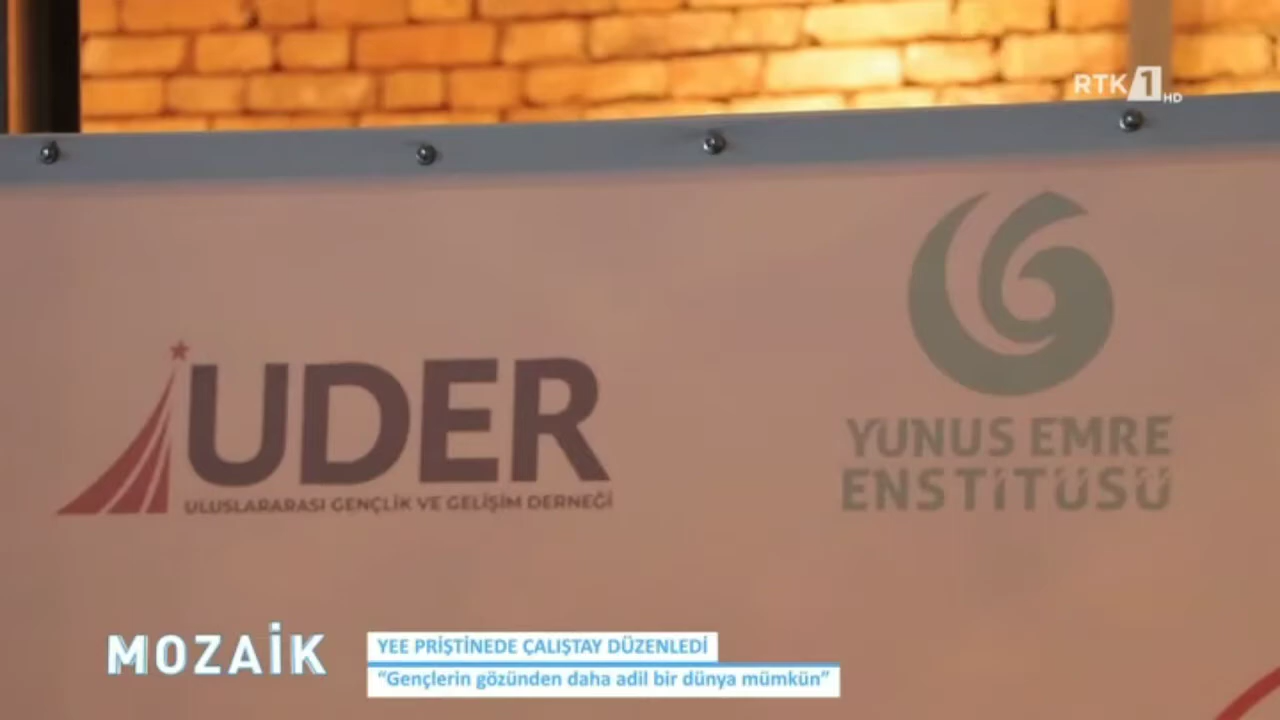 RTK 1 HD
UDER
ULUSLARARASI GENÇLİK VE GELİŞİM DERNEĞİ
YUNUS EMRE
ENSTİTÜSÜ
MOZAİK
YEE PRİŞTİNEDE ÇALIŞTAY DÜZENLEDİ
“Gençlerin gözünden daha adil bir dünya mümkün”